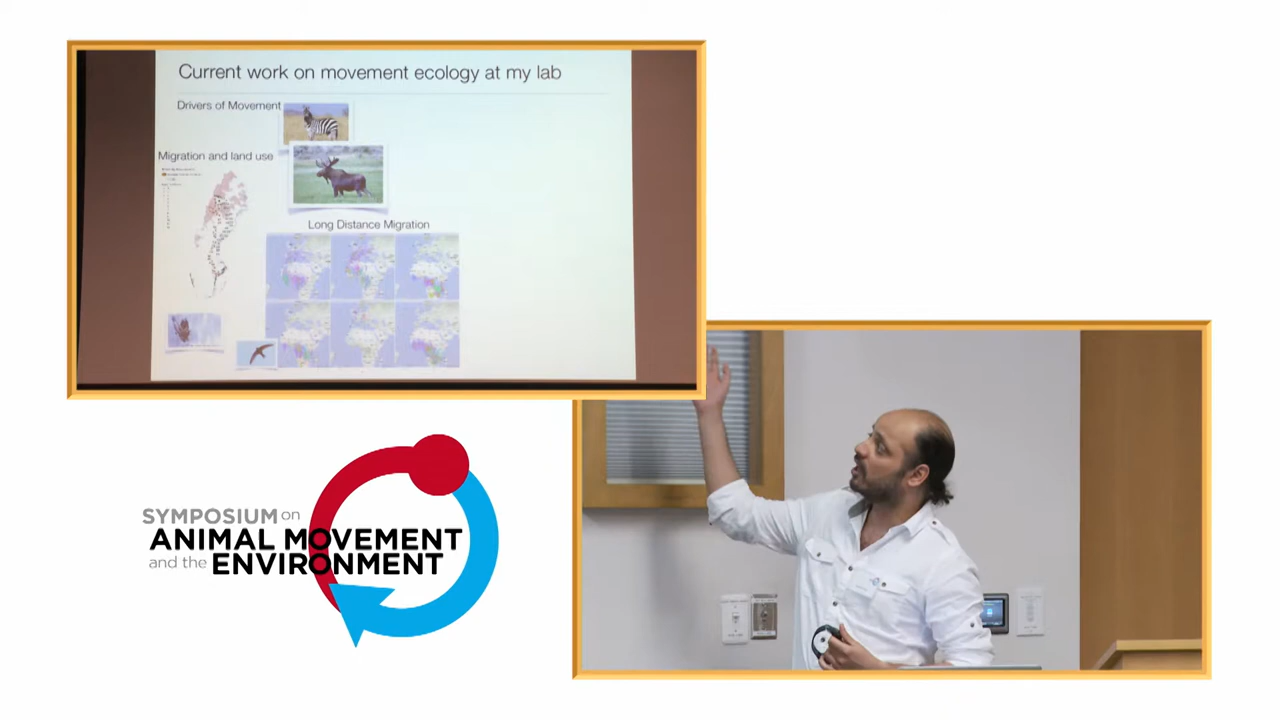 Current work on movement ecology at my lab
Drivers of Movement
Migration and land use
Long Distance Migration
SYMPOSIUM on
ANIMAL MOVEMENT
and the ENVIRONMENT